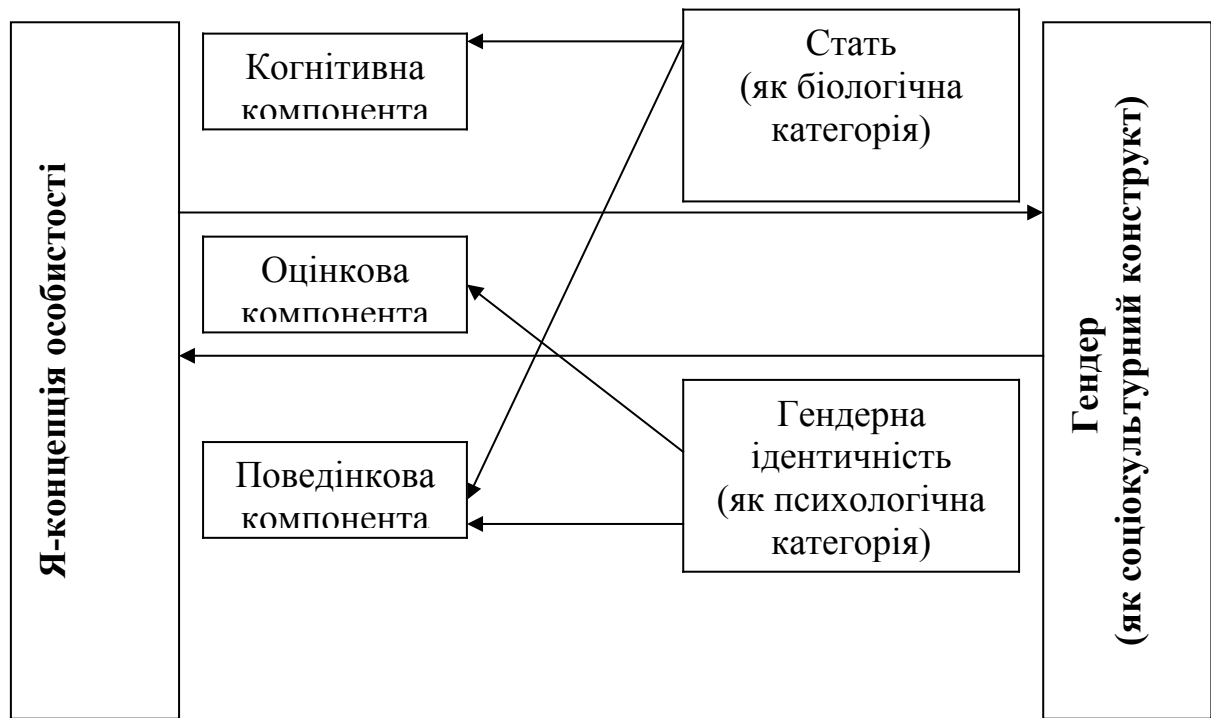 Я-концепція особистості
Когнітивна
компонента
Оцінкова
компонента
Поведінкова
компонента
Стать
(як біологічна
категорія)
Гендерна
ідентичність
(як психологічна
категорія)
Гендер
(як соціокультурний конструкт)